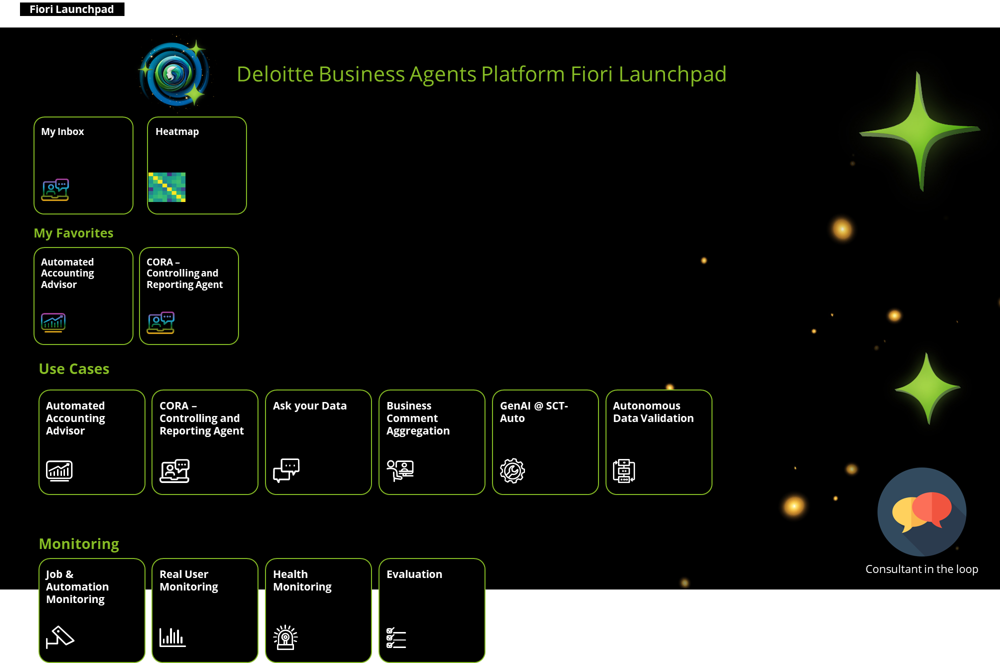 Fiori Launchpad
Deloitte Business Agents Platform Fiori Launchpad
My Inbox
Heatmap
My Favorites
Automated
Accounting
Advisor
CORA –
Controlling and
Reporting Agent
Use Cases
Automated
Accounting
Advisor
CORA –
Controlling and
Reporting Agent
Ask your Data
Business
Comment
Aggregation
GenAI @ SCT-
Auto
Autonomous
Data Validation
Monitoring
Job &
Automation
Monitoring
Real User
Monitoring
Health
Monitoring
Evaluation
Consultant in the loop